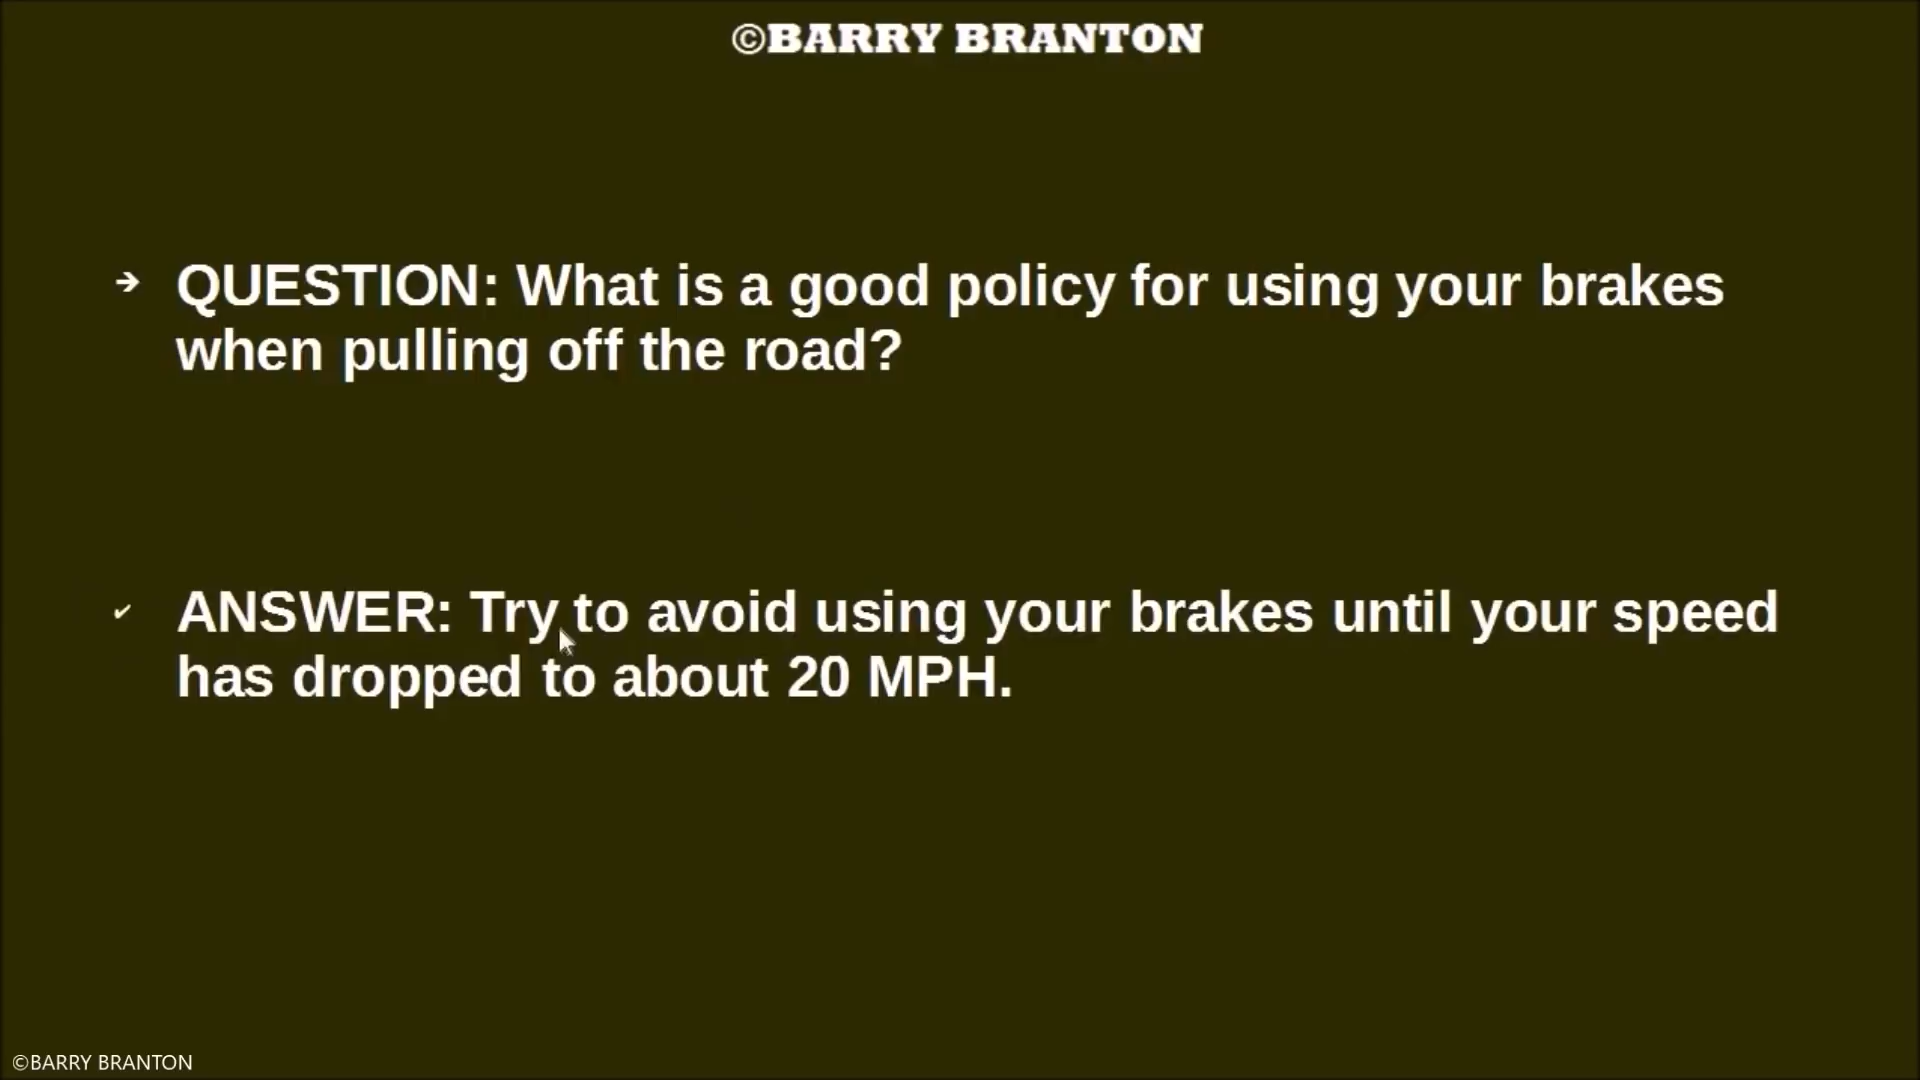 ©BARRY BRANTON
➔ QUESTION: What is a good policy for using your brakes
when pulling off the road?
✔ ANSWER: Try to avoid using your brakes until your speed
has dropped to about 20 MPH.
©BARRY BRANTON